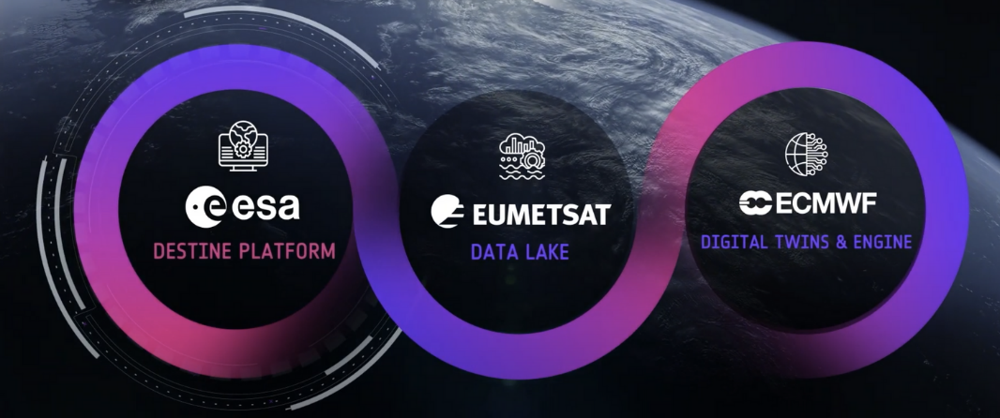 esa
DESTINE PLATFORM
EUMETSAT
DATA LAKE
ECMWF
DIGITAL TWINS & ENGINE